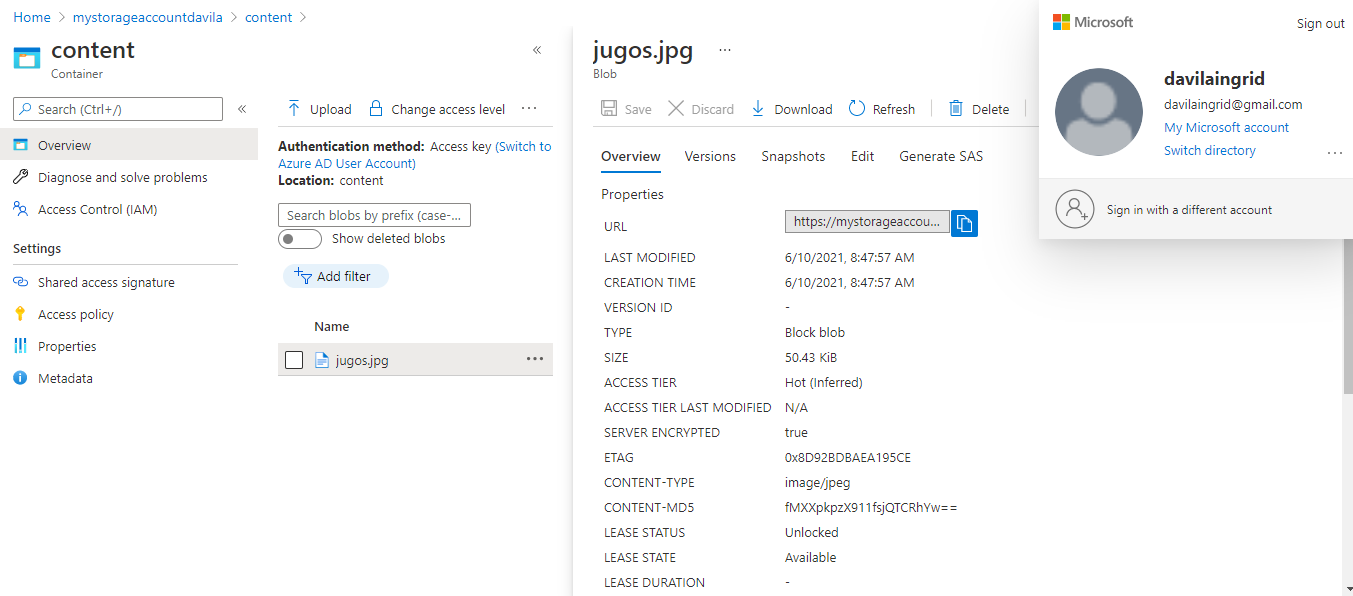 Home > mystorageaccountdavila > content >
content
Container
Search (Ctrl+/)
Overview
Diagnose and solve problems
Access Control (IAM)
Settings
Shared access signature
Access policy
Properties
Metadata
Upload
Change access level
Authentication method: Access key (Switch to
Azure AD User Account)
Location: content
Search blobs by prefix (case-...
Show deleted blobs
Add filter
Name
jugos.jpg
jugos.jpg
Blob
Save
Discard
Download
Refresh
Delete
Overview
Versions
Snapshots
Edit
Generate SAS
Properties
URL https://mystorageaccou...
LAST MODIFIED 6/10/2021, 8:47:57 AM
CREATION TIME 6/10/2021, 8:47:57 AM
VERSION ID -
TYPE Block blob
SIZE 50.43 KiB
ACCESS TIER Hot (Inferred)
ACCESS TIER LAST MODIFIED N/A
SERVER ENCRYPTED true
ETAG 0x8D92BDBAEA195CE
CONTENT-TYPE image/jpeg
CONTENT-MD5 fMXXpkpzX911fsjQTCRhYw==
LEASE STATUS Unlocked
LEASE STATE Available
LEASE DURATION -
Microsoft
Sign out
davilaingrid
davilaingrid@gmail.com
My Microsoft account
Switch directory
Sign in with a different account